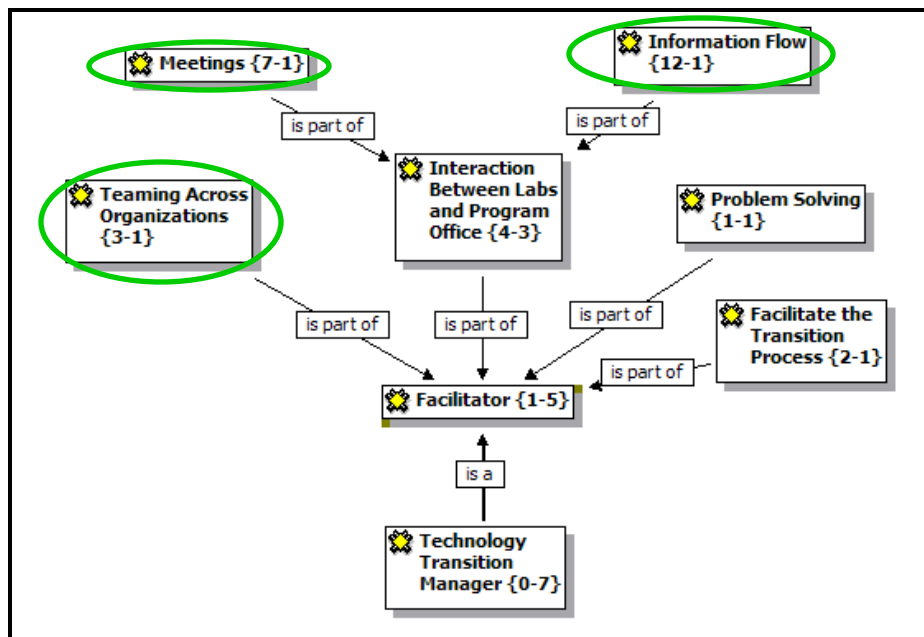 Meetings {7-1}
Information Flow
{12-1}
is part of
is part of
Teaming Across
Organizations
{3-1}
Interaction
Between Labs
and Program
Office {4-3}
Problem Solving
{1-1}
is part of
is part of
is part of
Facilitate the
Transition
Process {2-1}
is part of
Facilitator {1-5}
is a
Technology
Transition
Manager {0-7}